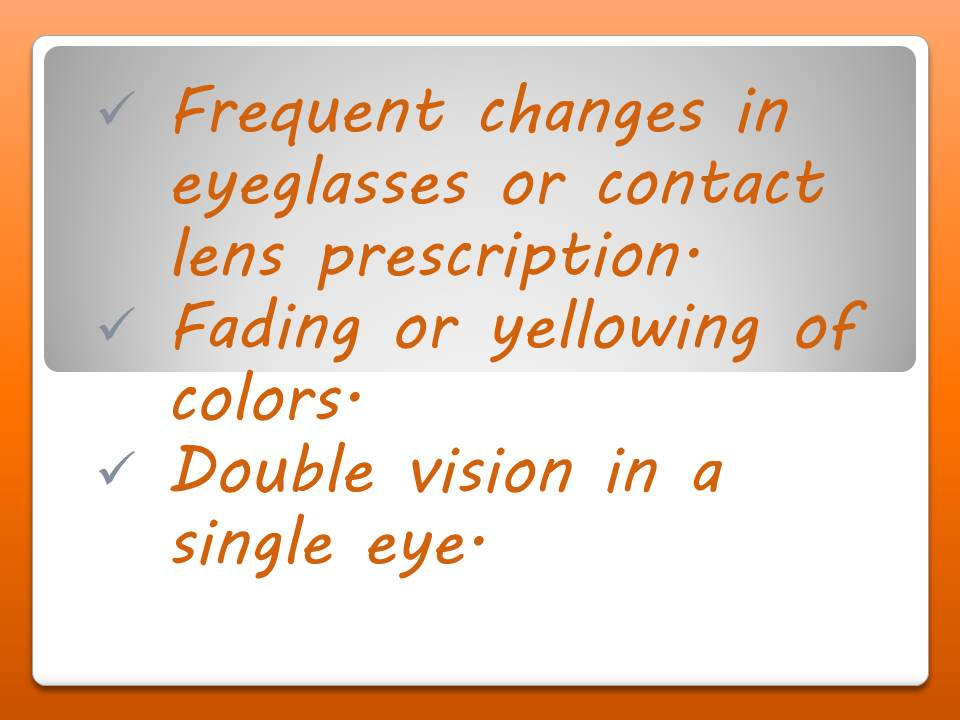 ✓ Frequent changes in
eyeglasses or contact
lens prescription.
✓ Fading or yellowing of
colors.
✓ Double vision in a
single eye.